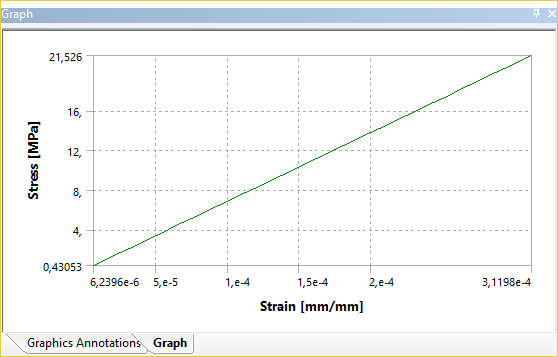 Graph
21,526
16,
12,
8,
4,
0,43053
Stress [MPa]
6,2396e-6 5,e-5 1,e-4 1,5e-4 2,e-4 3,1198e-4
Strain [mm/mm]
Graphics Annotations Graph